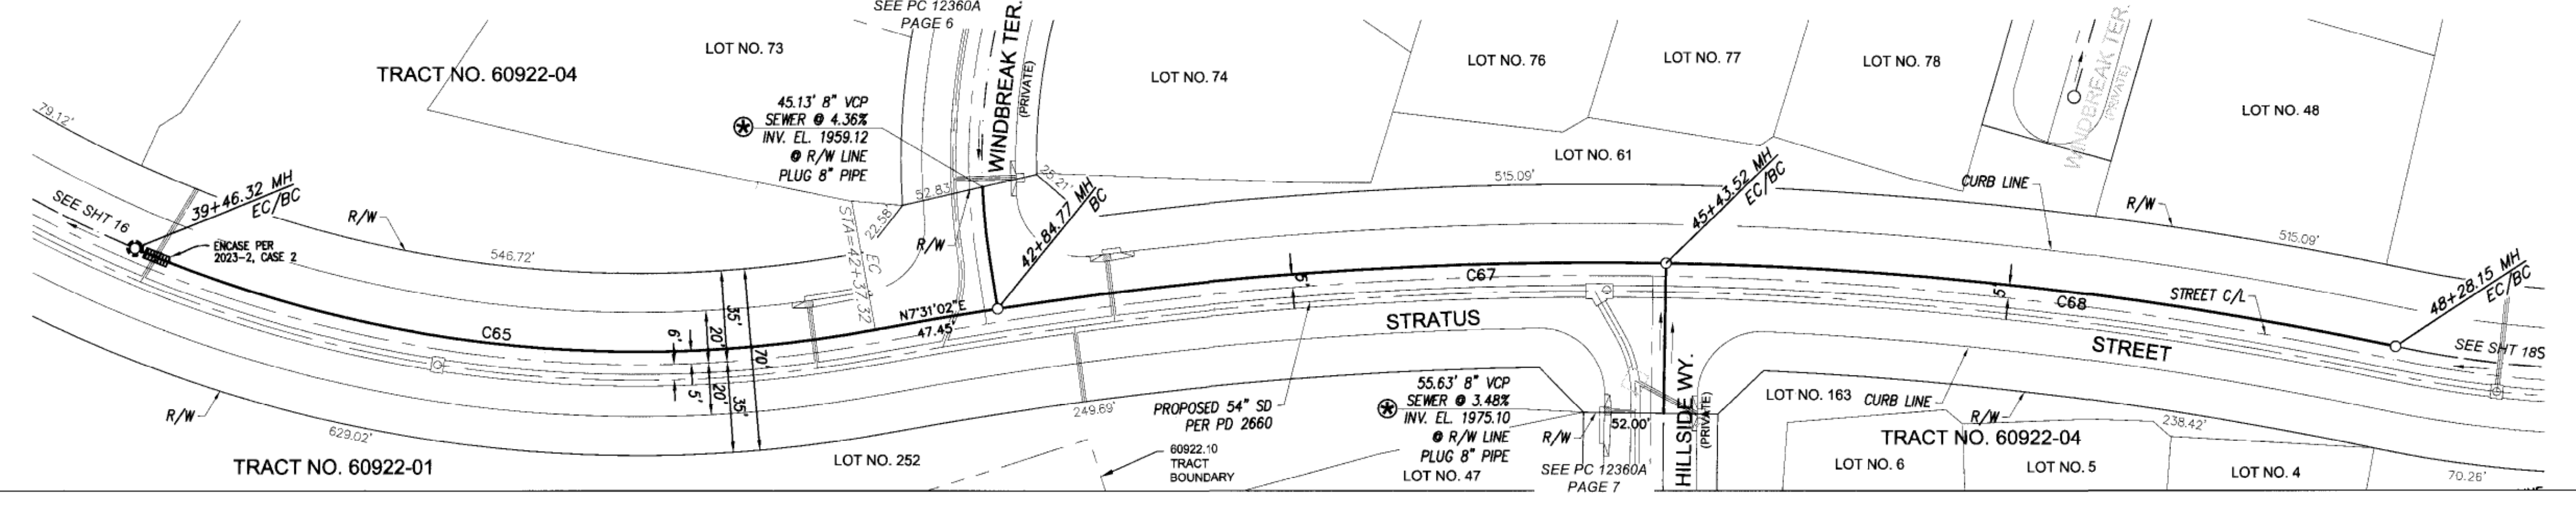 SEE PC 12360A
PAGE 6
LOT NO. 73
TRACT NO. 60922-04
WINDBREAK TER.
(PRIVATE)
LOT NO. 74
LOT NO. 76
LOT NO. 77
LOT NO. 78
WINDBREAK TER.
(PRIVATE)
LOT NO. 48
79.12'
45.13' 8" VCP
SEWER @ 4.36%
INV. EL. 1959.12
@ R/W LINE
PLUG 8" PIPE
LOT NO. 61
515.09'
CURB LINE
R/W
515.09'
SEE SHT 16
39+46.32 MH
EC/BC
R/W
52.83'
25.21'
22.58'
EC
STA=42+37.32
R/W
42+84.77 MH
BC
45+43.52 MH
EC/BC
48+28.15 MH
EC/BC
ENCASE PER
2023-2, CASE 2
546.72'
C65
6'
20'
35'
70'
5'
20'
35'
N7°31'02"E
47.45'
5'
C67
STRATUS
5'
C68
STREET C/L
STREET
SEE SHT 18S
R/W
629.02'
TRACT NO. 60922-01
LOT NO. 252
249.69'
PROPOSED 54" SD
PER PD 2660
60922.10
TRACT
BOUNDARY
55.63' 8" VCP
SEWER @ 3.48%
INV. EL. 1975.10
@ R/W LINE
PLUG 8" PIPE
LOT NO. 47
R/W
52.00'
SEE PC 12360A
PAGE 7
HILLSIDE WY.
(PRIVATE)
LOT NO. 163
CURB LINE
R/W
TRACT NO. 60922-04
238.42'
LOT NO. 6
LOT NO. 5
LOT NO. 4
70.26'